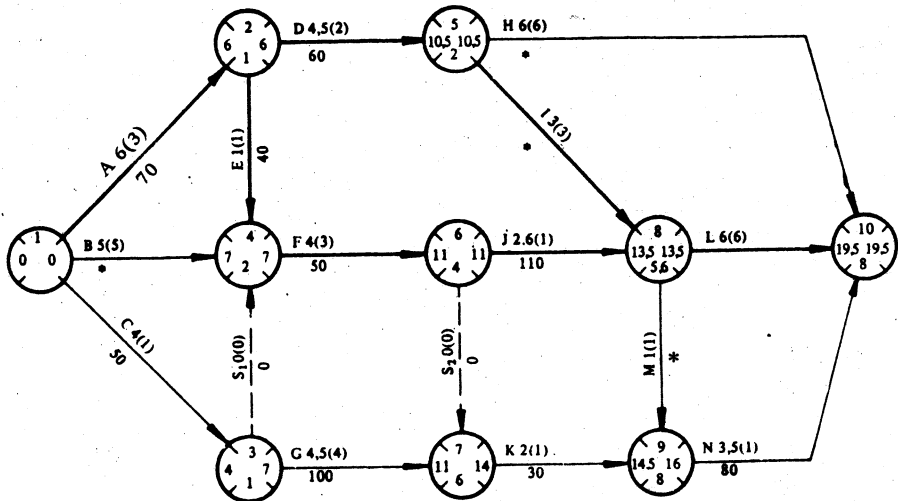 2
6 6
1
D 4,5(2)
60
5
10,5 10,5
2
H 6(6)
*
A 6(3)
70
E 1(1)
40
I 3(3)
*
1
0 0
B 5(5)
*
4
7 7
2
F 4(3)
50
6
11 11
4
J 2.6(1)
110
8
13,5 13,5
5,6
L 6(6)
10
19,5 19,5
8
C 4(1)
50
S₁ 0(0)
0
S₂ 0(0)
0
M 1(1)
*
3
4 7
1
G 4,5(4)
100
7
11 14
6
K 2(1)
30
9
14,5 16
8
N 3,5(1)
80